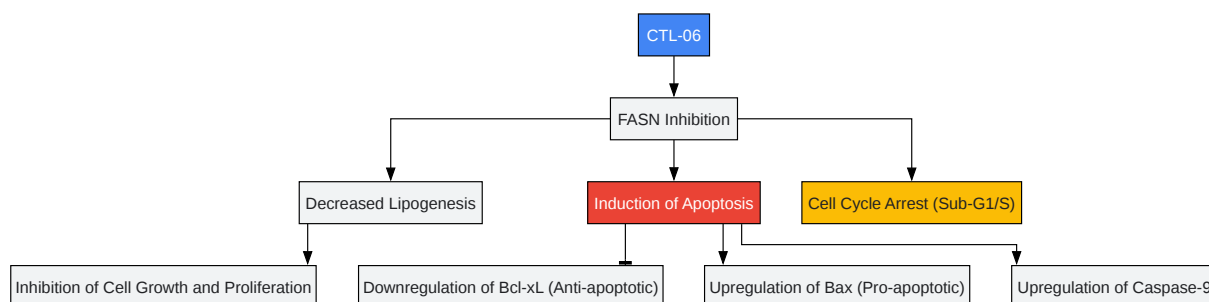 CTL-06
FASN Inhibition
Decreased Lipogenesis
Induction of Apoptosis
Cell Cycle Arrest (Sub-G1/S)
Inhibition of Cell Growth and Proliferation
Downregulation of Bcl-xL (Anti-apoptotic)
Upregulation of Bax (Pro-apoptotic)
Upregulation of Caspase-9